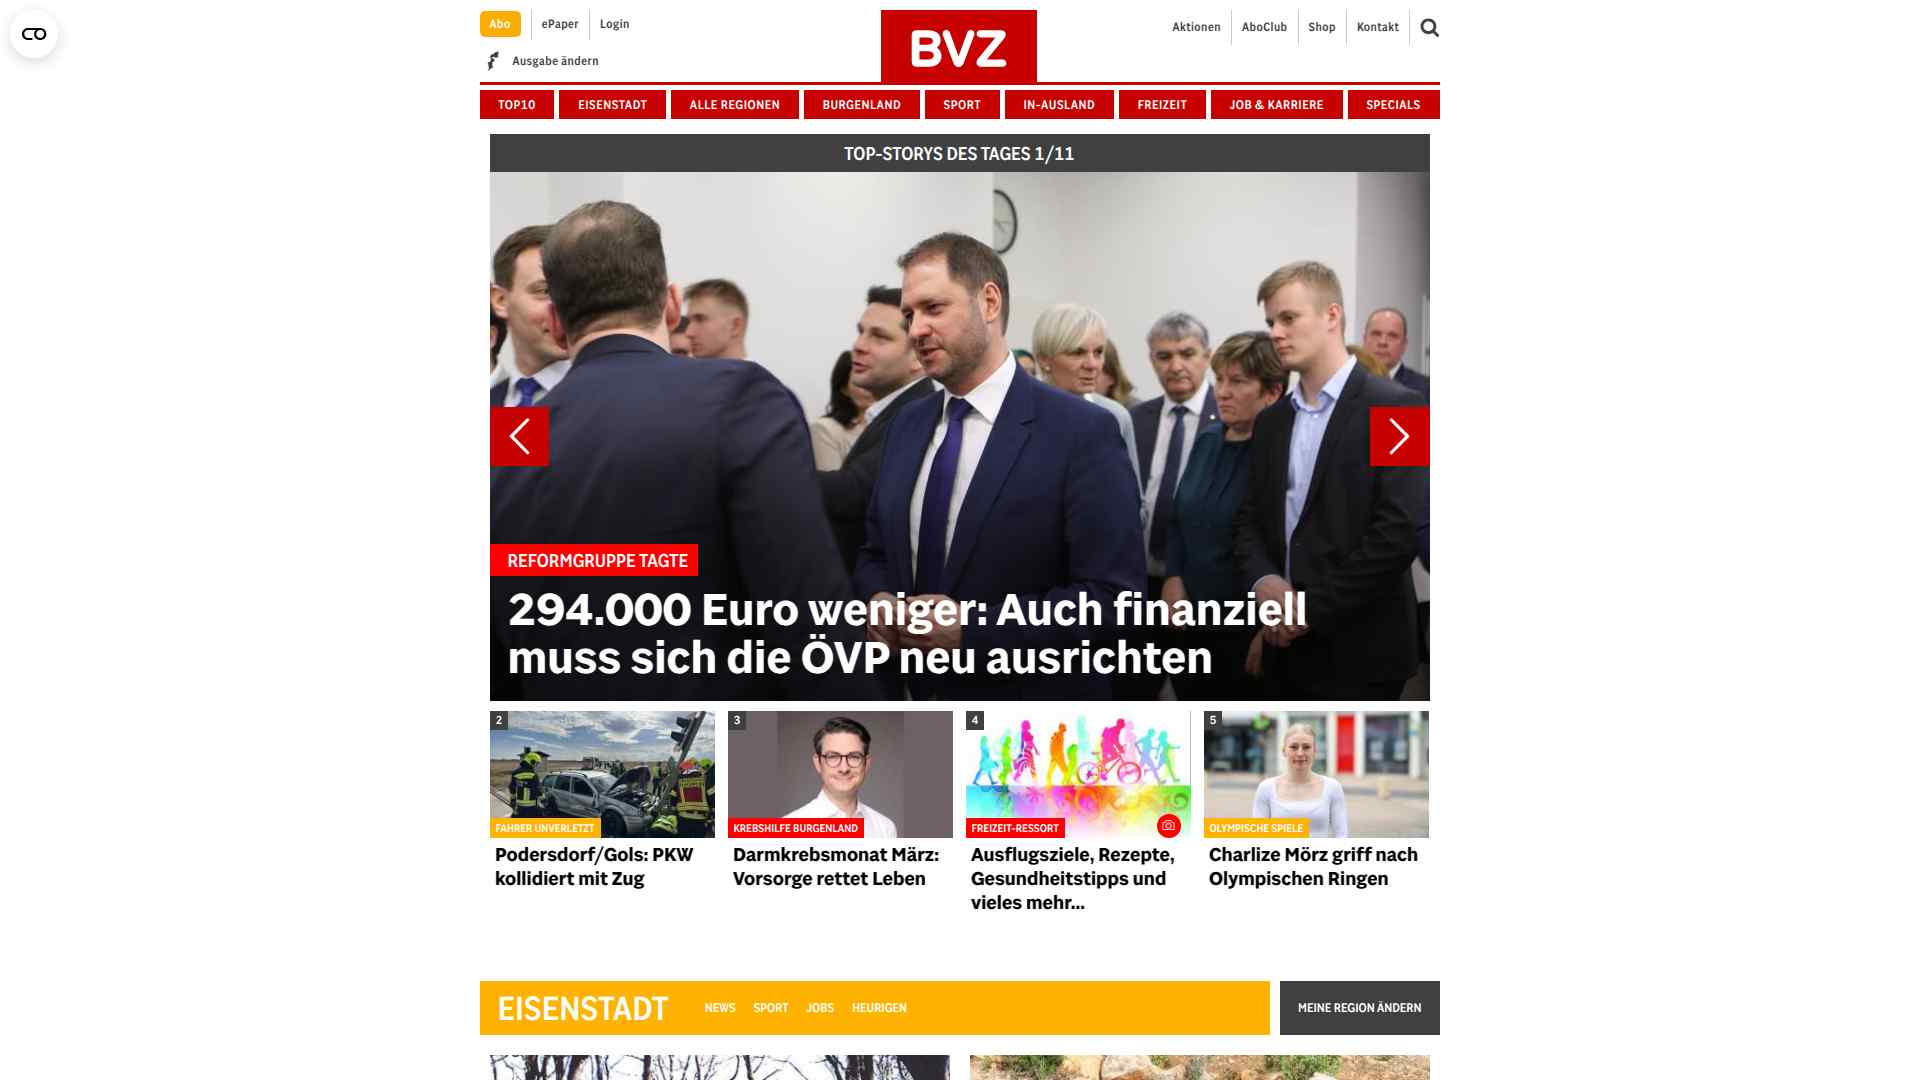 Abo
ePaper
Login
Ausgabe ändern
BVZ
Aktionen
AboClub
Shop
Kontakt
TOP10
EISENSTADT
ALLE REGIONEN
BURGENLAND
SPORT
IN-AUSLAND
FREIZEIT
JOB & KARRIERE
SPECIALS
TOP-STORYS DES TAGES 1/11
REFORMGRUPPE TAGTE
294.000 Euro weniger: Auch finanziell
muss sich die ÖVP neu ausrichten
2
FAHRER UNVERLETZT
Podersdorf/Gols: PKW
kollidiert mit Zug
3
KREBSHILFE BURGENLAND
Darmkrebsmonat März:
Vorsorge rettet Leben
4
FREIZEIT-RESSORT
Ausflugsziele, Rezepte,
Gesundheitstipps und
vieles mehr...
5
OLYMPISCHE SPIELE
Charlize Mörz griff nach
Olympischen Ringen
EISENSTADT
NEWS
SPORT
JOBS
HEURIGEN
MEINE REGION ÄNDERN